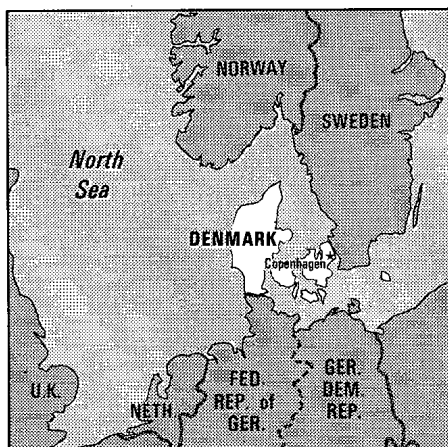 NORWAY
SWEDEN
North
Sea
DENMARK
Copenhagen
U.K.
NETH.
FED.
REP. of
GER.
GER.
DEM.
REP.